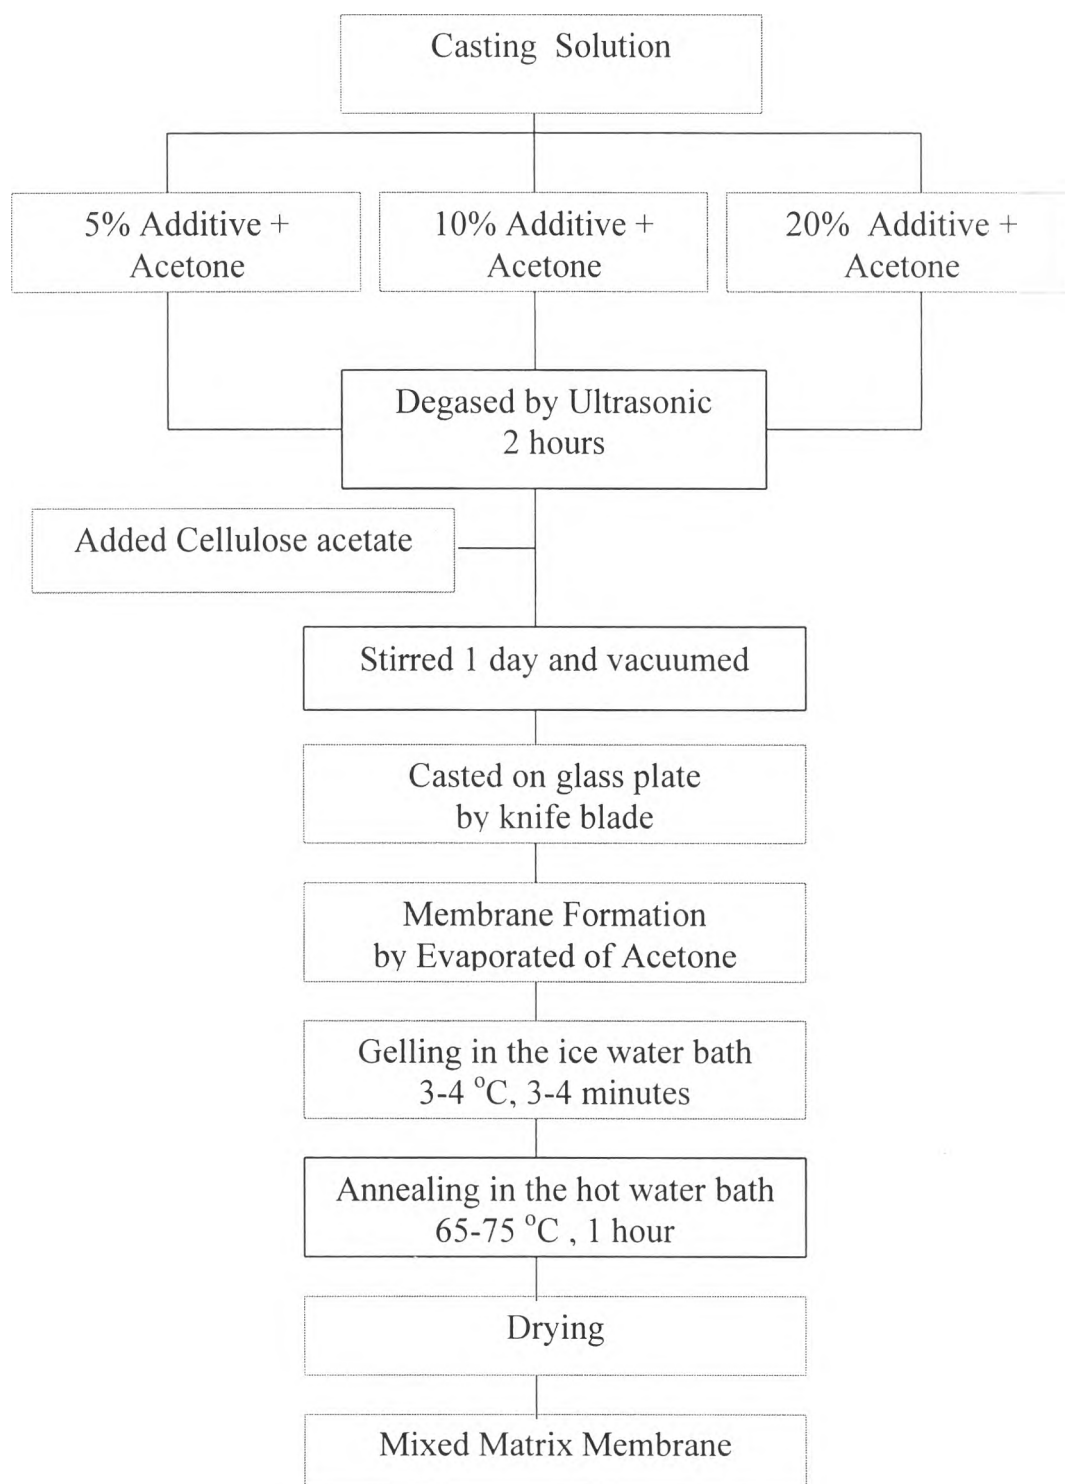 Casting Solution
5% Additive +
Acetone
10% Additive +
Acetone
20% Additive +
Acetone
Degased by Ultrasonic
2 hours
Added Cellulose acetate
Stirred 1 day and vacuumed
Casted on glass plate
by knife blade
Membrane Formation
by Evaporated of Acetone
Gelling in the ice water bath
3-4 °C, 3-4 minutes
Annealing in the hot water bath
65-75 °C , 1 hour
Drying
Mixed Matrix Membrane